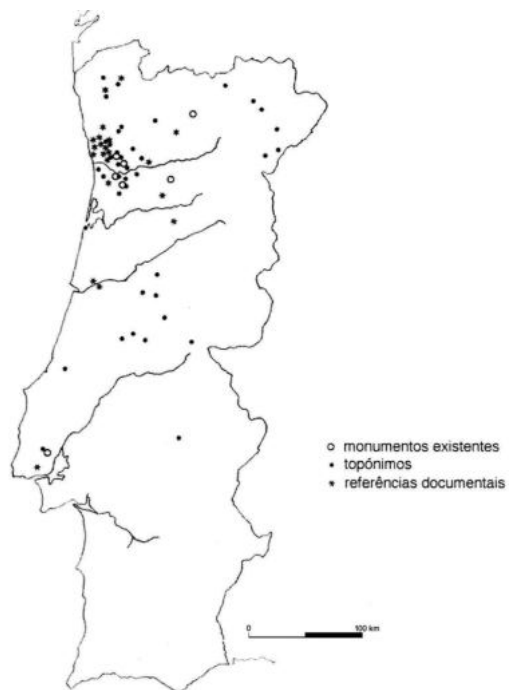 monumentos existentes
topónimos
referências documentais
0 100 km